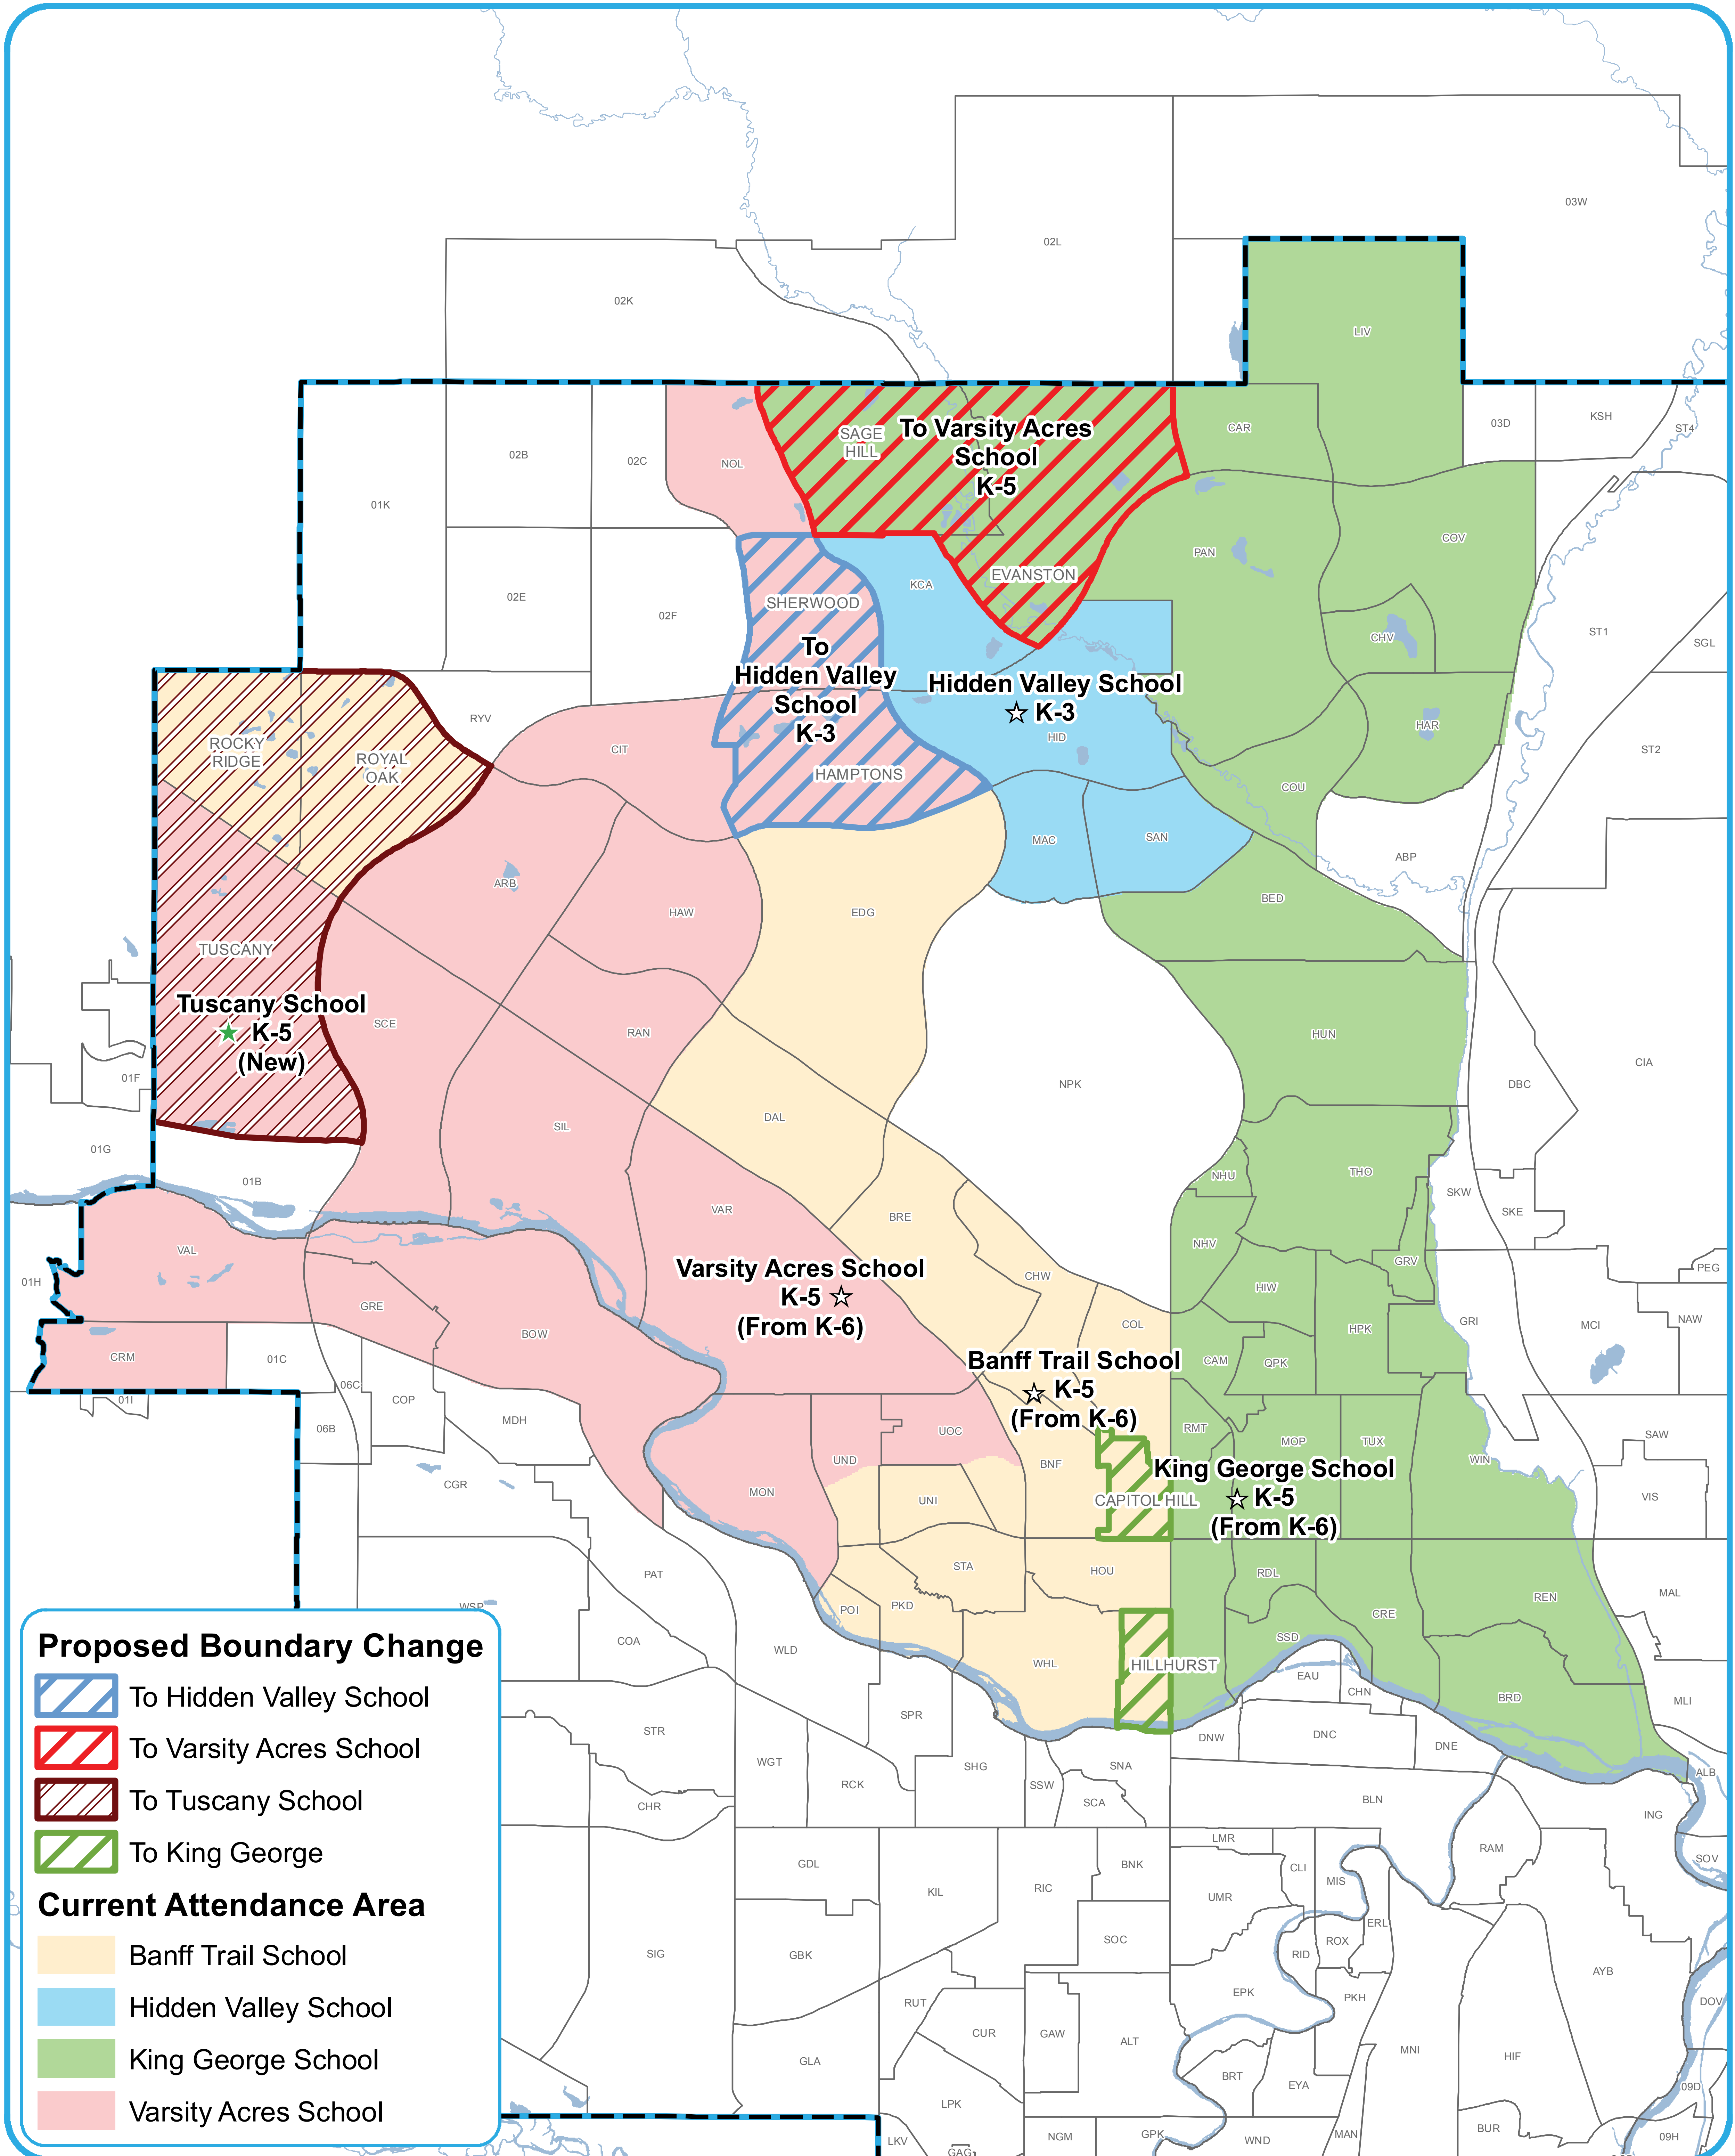 03W
02L
02K
LIV
03D
KSH
ST4
CAR
SAGE
HILL
To Varsity Acres
School
K-5
02B
02C
NOL
01K
COV
PAN
EVANSTON
KCA
02E
02F
SHERWOOD
ST1
CHV
SGL
To
Hidden Valley
School
K-3
Hidden Valley School
K-3
HID
RYV
HAR
ROCKY
RIDGE
ROYAL
OAK
CIT
ST2
HAMPTONS
COU
MAC
SAN
ABP
ARB
HAW
EDG
BED
TUSCANY
Tuscany School
K-5
(New)
SCE
RAN
HUN
CIA
01F
NPK
DBC
DAL
SIL
01G
01B
NHU
THO
SKW
SKE
VAR
BRE
NHV
VAL
01H
GRV
PEG
Varsity Acres School
K-5
(From K-6)
CHW
HIW
GRE
BOW
COL
HPK
GRI
MCI
NAW
CRM
01C
Banff Trail School
K-5
(From K-6)
CAM
QPK
06C
01I
COP
06B
MDH
UOC
RMT
MOP
TUX
SAW
UND
BNF
WIN
King George School
K-5
(From K-6)
CGR
MON
UNI
CAPITOL HILL
VIS
PAT
STA
HOU
RDL
REN
MAL
WSP
POI
PKD
CRE
COA
WLD
SSD
WHL
HILLHURST
EAU
CHN
BRD
MLI
SPR
STR
DNW
DNC
DNE
WGT
RCK
SHG
SSW
SNA
ALB
SCA
CHR
BLN
ING
LMR
RAM
SOV
GDL
BNK
CLI
MIS
KIL
RIC
UMR
ERL
SIG
GBK
SOC
RID
ROX
AYB
EPK
PKH
DOV
RUT
CUR
GAW
ALT
MNI
HIF
GLA
BRT
EYA
09D
LPK
BUR
09H
LKV
GAG
NGM
GPK
WND
MAN
Proposed Boundary Change
To Hidden Valley School
To Varsity Acres School
To Tuscany School
To King George
Current Attendance Area
Banff Trail School
Hidden Valley School
King George School
Varsity Acres School